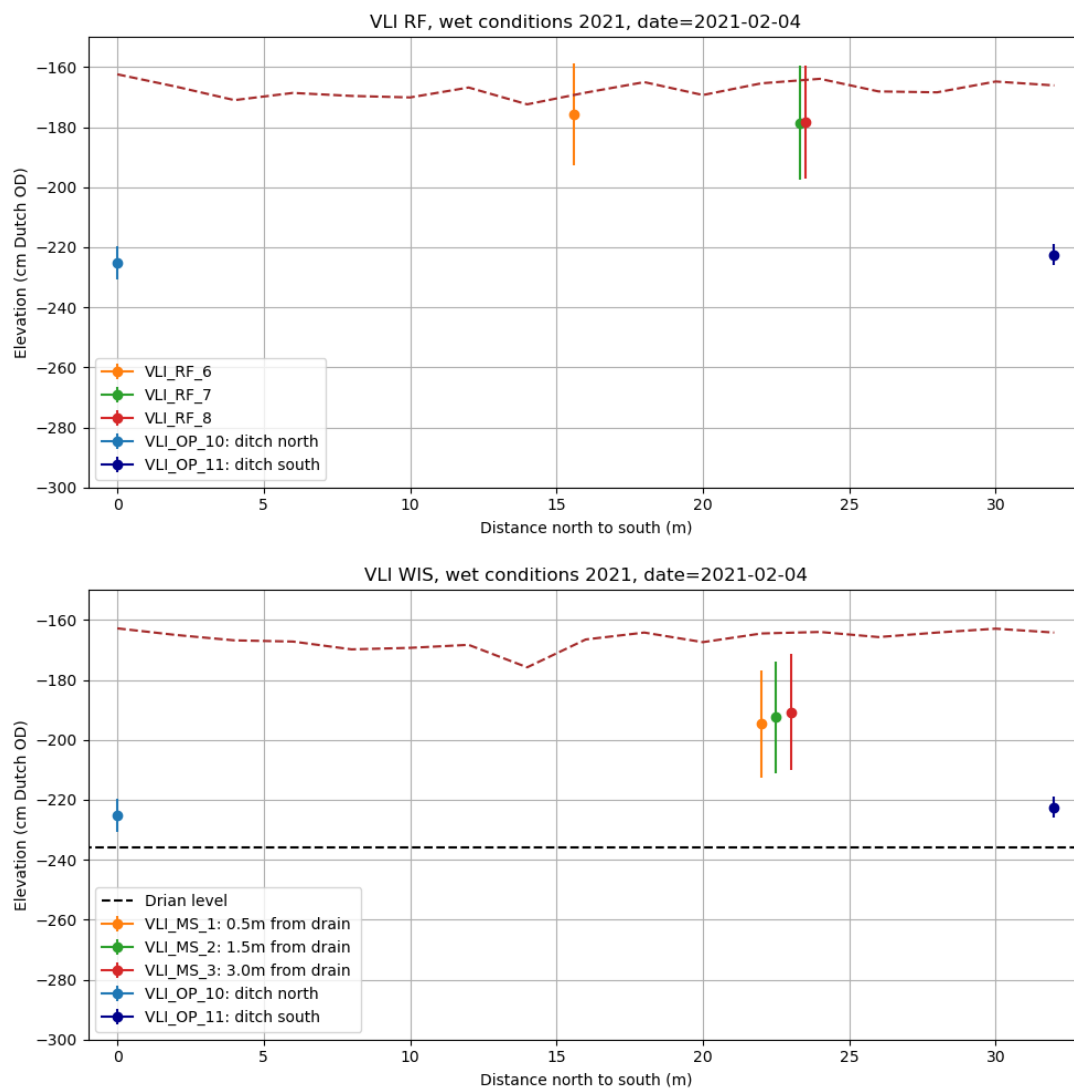 VLI RF, wet conditions 2021, date=2021-02-04
Elevation (cm Dutch OD)
−160
−180
−200
−220
−240
−260
−280
−300
VLI_RF_6
VLI_RF_7
VLI_RF_8
VLI_OP_10: ditch north
VLI_OP_11: ditch south
0 5 10 15 20 25 30
Distance north to south (m)
VLI WIS, wet conditions 2021, date=2021-02-04
Elevation (cm Dutch OD)
−160
−180
−200
−220
−240
−260
−280
−300
Drian level
VLI_MS_1: 0.5m from drain
VLI_MS_2: 1.5m from drain
VLI_MS_3: 3.0m from drain
VLI_OP_10: ditch north
VLI_OP_11: ditch south
0 5 10 15 20 25 30
Distance north to south (m)